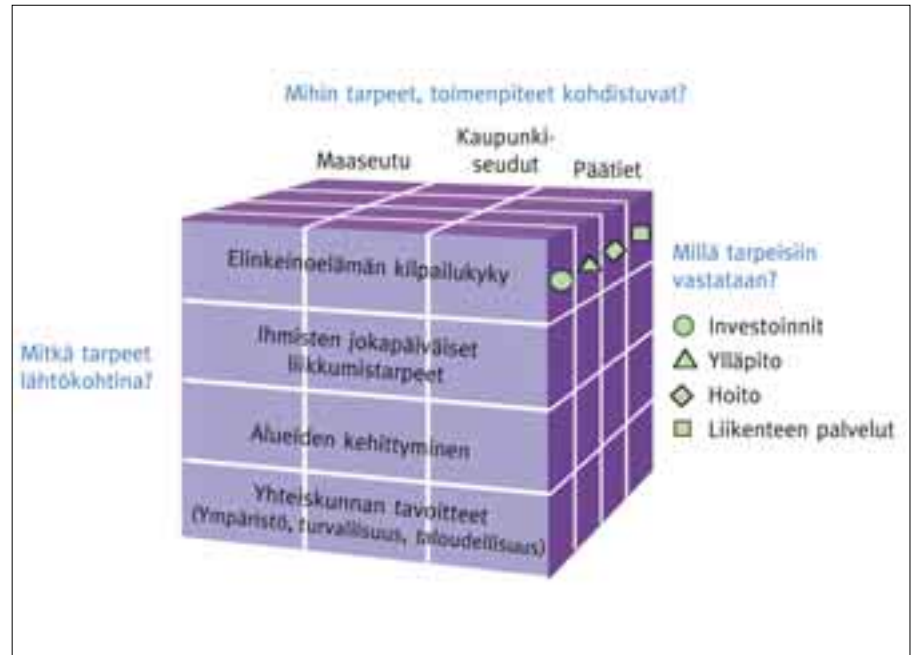 Mihin tarpeet, toimenpiteet kohdistuvat?
Maaseutu
Kaupunki-
seudut
Päätiet
Mitkä tarpeet
lähtökohtina?
Elinkeinoelämän kilpailukyky
Ihmisten jokapäiväiset
liikkumistarpeet
Alueiden kehittyminen
Yhteiskunnan tavoitteet
(Ympäristö, turvallisuus, taloudellisuus)
Millä tarpeisiin
vastataan?
Investoinnit
Ylläpito
Hoito
Liikenteen palvelut